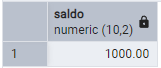 saldo
numeric (10,2)
1 1000.00